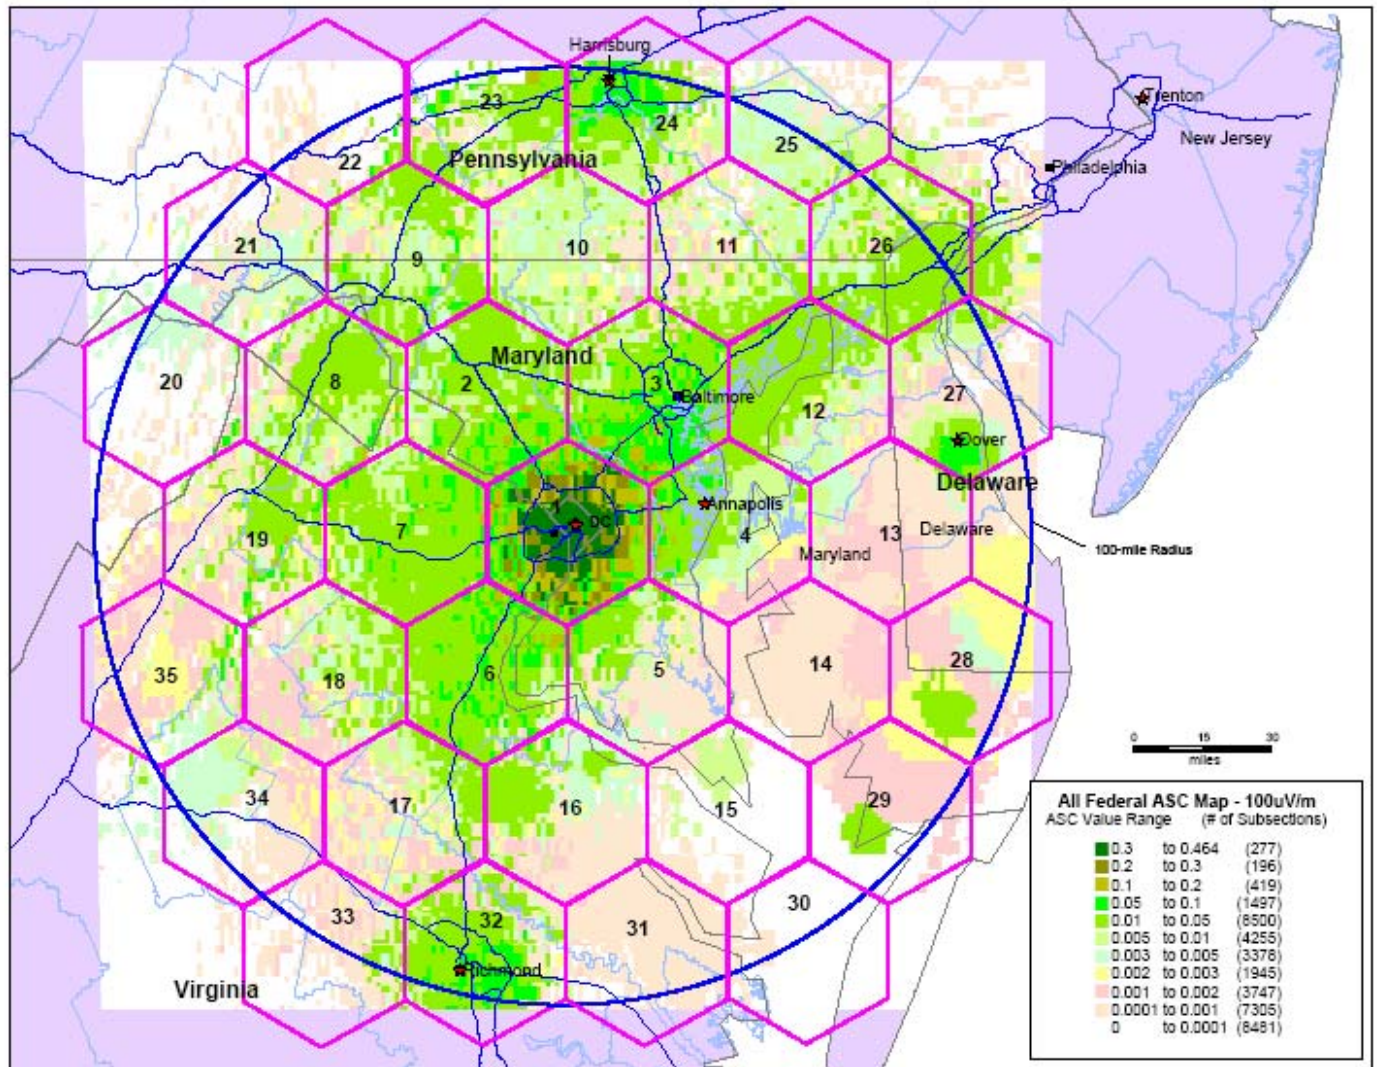 Harrisburg
Trenton
23
24
New Jersey
25
Pennsylvania
22
Philadelphia
21
9
10
11
26
Maryland
20
8
2
3
Baltimore
12
27
Dover
Delaware
1
DC
Annapolis
7
19
4
13
Delaware
Maryland
100-mile Radius
35
18
6
5
14
28
0 15 30
miles
34
17
16
15
29
33
32
31
30
Richmond
Virginia
All Federal ASC Map - 100uV/m
ASC Value Range (# of Subsections)
0.3 to 0.464 (277)
0.2 to 0.3 (196)
0.1 to 0.2 (419)
0.05 to 0.1 (1497)
0.01 to 0.05 (8500)
0.005 to 0.01 (4255)
0.003 to 0.005 (3378)
0.002 to 0.003 (1945)
0.001 to 0.002 (3747)
0.0001 to 0.001 (7305)
0 to 0.0001 (8481)